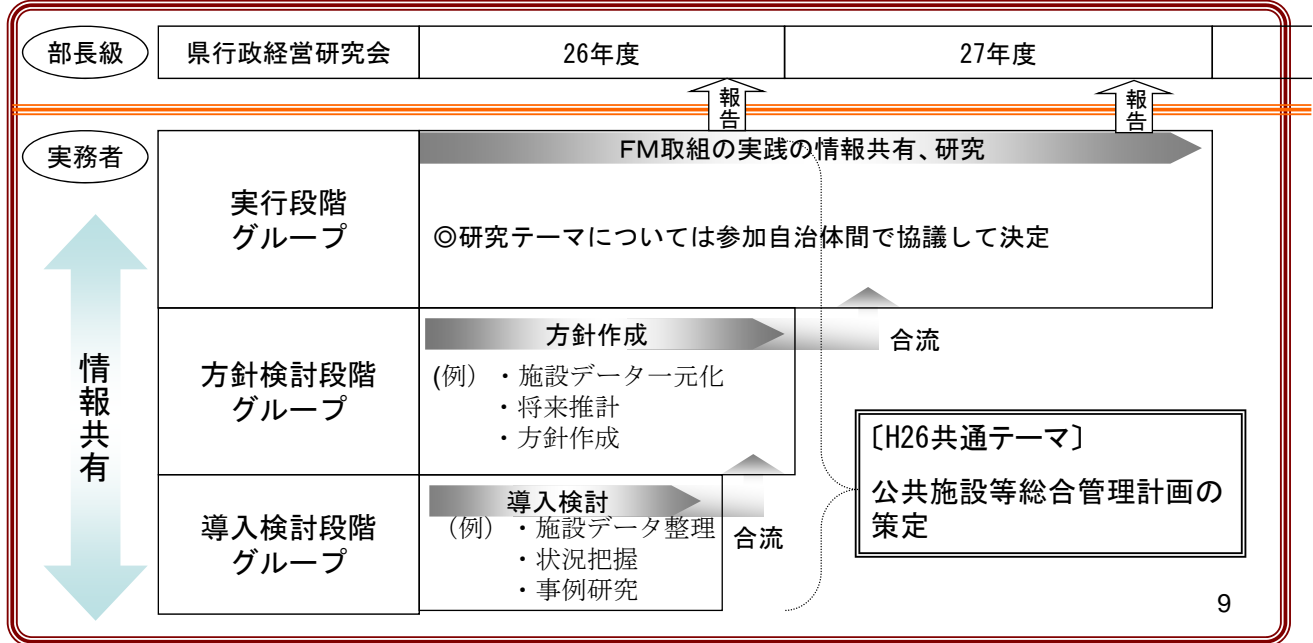 部長級
県行政経営研究会
26年度
27年度
報告
報告
実務者
情報共有
実行段階
グループ
FM取組の実践の情報共有、研究
◎研究テーマについては参加自治体間で協議して決定
方針検討段階
グループ
方針作成
合流
(例) ・施設データ一元化
・将来推計
・方針作成
導入検討段階
グループ
導入検討
合流
（例） ・施設データ整理
・状況把握
・事例研究
〔H26共通テーマ〕
公共施設等総合管理計画の
策定
9